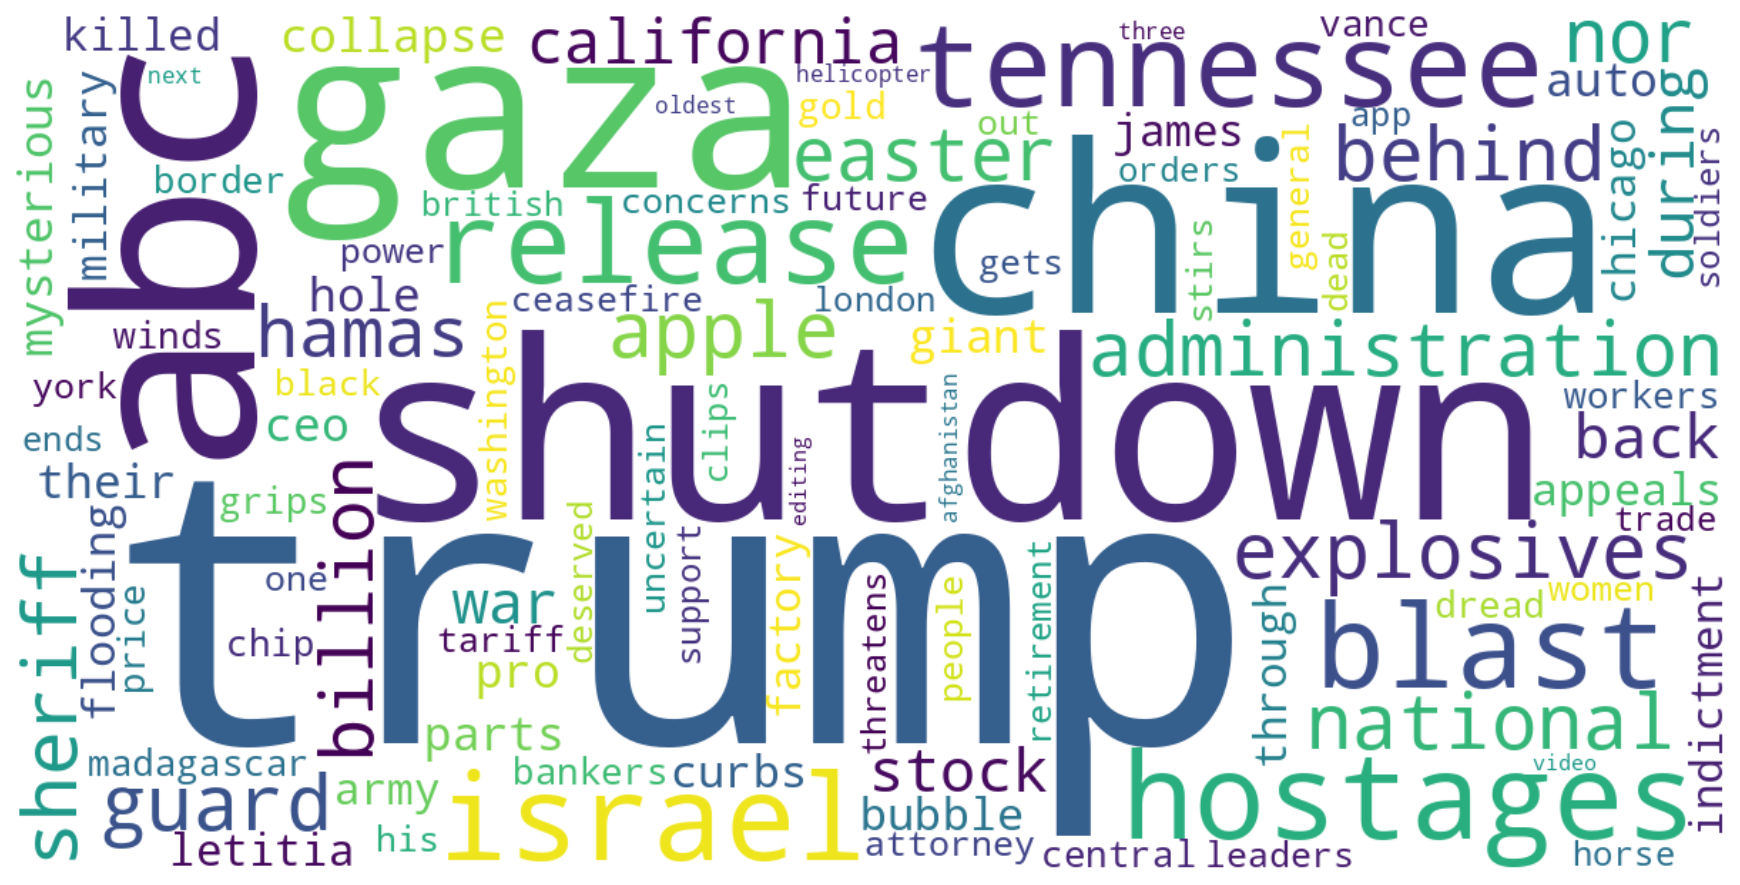 killed
collapse
california
three
vance
nor
next
tennessee
abc
gaza
helicopter
auto
oldest
gold
mysterious
military
out
app
james
easter
behind
during
border
orders
general
chicago
soldiers
british
concerns
future
china
release
power
gets
stirs
dead
hole
ceasefire
london
winds
hamas
apple
giant
administration
washington
york
black
shutdown
clips
afghanistan
workers
ceo
back
ends
uncertain
editing
their
billion
grips
appeals
trade
flooding
trump
explosives
sheriff
price
one
war
deserved
support
factory
threatens
people
retirement
through
women
dread
indictment
chip
tariff
blast
pro
parts
national
madagascar
bankers
curbs
stock
video
guard
army
israel
hostages
bubble
letitia
his
attorney
central
leaders
horse